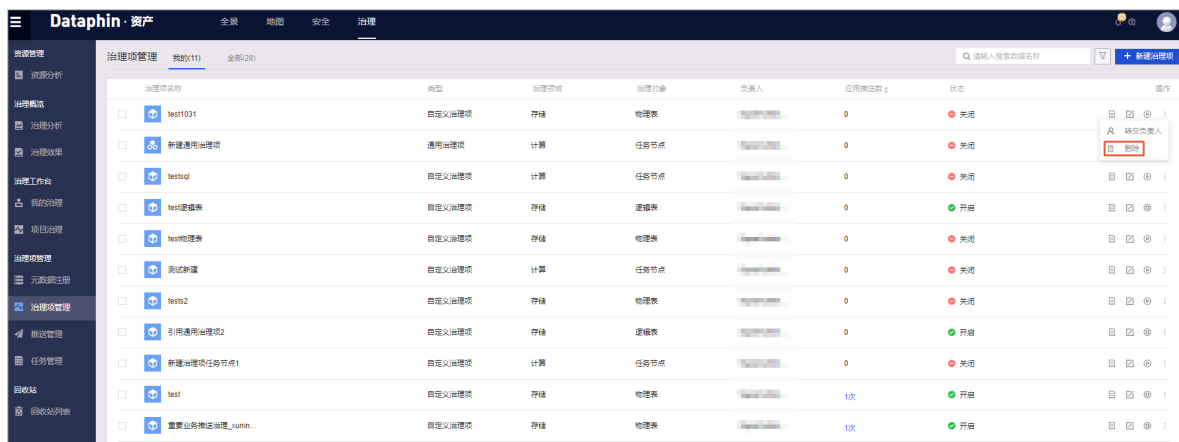 Dataphin · 资产 全景 地图 安全 治理
资源管理
资源分析
治理概览
治理分析
治理效果
治理工作台
我的治理
项目治理
治理项管理
元数据注册
治理项管理
推送管理
任务管理
回收站
回收站列表
治理项管理 我的(11) 全部(28) 请输入搜索数据名称 + 新建治理项
治理项名称 类型 治理领域 治理对象 负责人 应用推送数 状态 操作
test1031 自定义治理项 存储 物理表 0 关闭
转交负责人
删除
新建通用治理项 通用治理项 计算 任务节点 0 关闭
testsql 自定义治理项 计算 任务节点 0 关闭
test逻辑表 自定义治理项 存储 逻辑表 0 开启
test物理表 自定义治理项 存储 物理表 0 关闭
测试新建 自定义治理项 计算 任务节点 0 关闭
tests2 自定义治理项 存储 物理表 0 关闭
引用通用治理项2 自定义治理项 存储 逻辑表 0 开启
新建治理项任务节点1 自定义治理项 计算 任务节点 0 关闭
test 自定义治理项 存储 物理表 1次 开启
重要业务推送治理_xunin... 自定义治理项 存储 物理表 1次 开启